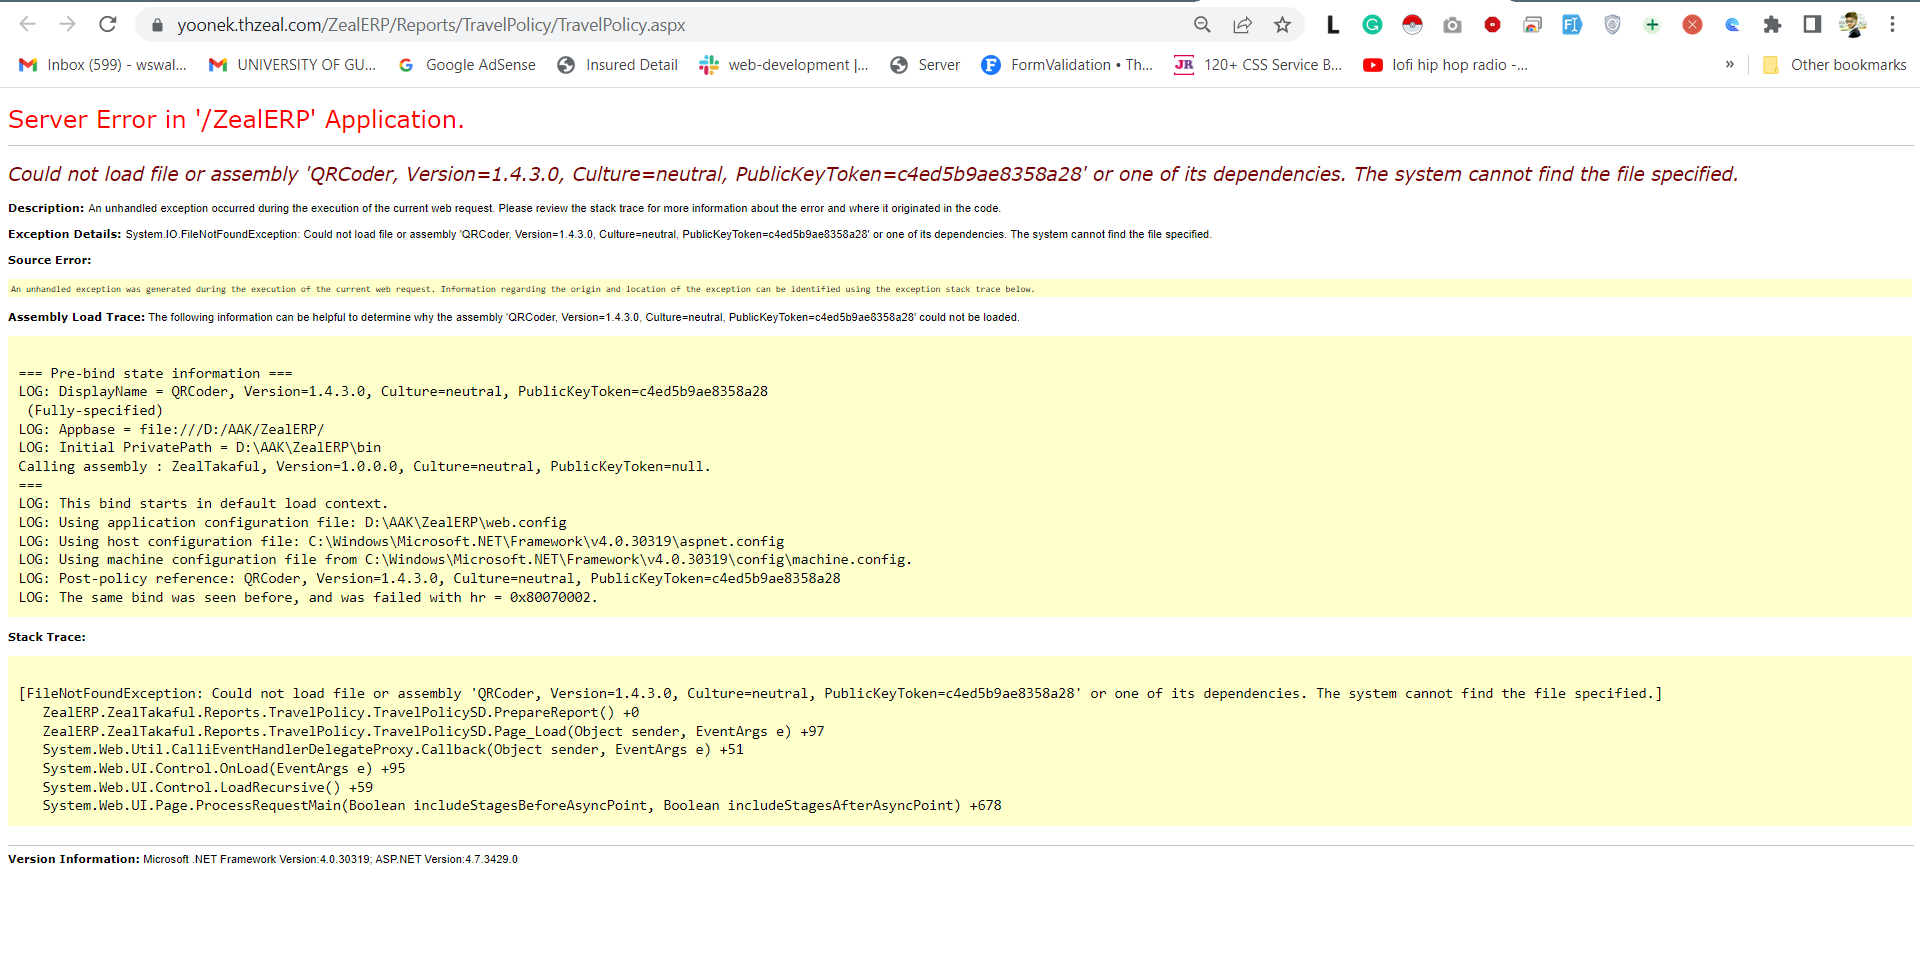 yoonek.thzeal.com/ZealERP/Reports/TravelPolicy/TravelPolicy.aspx
Inbox (599) - wswal... UNIVERSITY OF GU... Google AdSense Insured Detail web-development |... Server FormValidation • Th... JR 120+ CSS Service B... lofi hip hop radio -... » Other bookmarks
Server Error in '/ZealERP' Application.
Could not load file or assembly 'QRCoder, Version=1.4.3.0, Culture=neutral, PublicKeyToken=c4ed5b9ae8358a28' or one of its dependencies. The system cannot find the file specified.
Description: An unhandled exception occurred during the execution of the current web request. Please review the stack trace for more information about the error and where it originated in the code.
Exception Details: System.IO.FileNotFoundException: Could not load file or assembly 'QRCoder, Version=1.4.3.0, Culture=neutral, PublicKeyToken=c4ed5b9ae8358a28' or one of its dependencies. The system cannot find the file specified.
Source Error:
An unhandled exception was generated during the execution of the current web request. Information regarding the origin and location of the exception can be identified using the exception stack trace below.
Assembly Load Trace: The following information can be helpful to determine why the assembly 'QRCoder, Version=1.4.3.0, Culture=neutral, PublicKeyToken=c4ed5b9ae8358a28' could not be loaded.
=== Pre-bind state information ===
LOG: DisplayName = QRCoder, Version=1.4.3.0, Culture=neutral, PublicKeyToken=c4ed5b9ae8358a28
(Fully-specified)
LOG: Appbase = file:///D:/AAK/ZealERP/
LOG: Initial PrivatePath = D:\AAK\ZealERP\bin
Calling assembly : ZealTakaful, Version=1.0.0.0, Culture=neutral, PublicKeyToken=null.
===
LOG: This bind starts in default load context.
LOG: Using application configuration file: D:\AAK\ZealERP\web.config
LOG: Using host configuration file: C:\Windows\Microsoft.NET\Framework\v4.0.30319\aspnet.config
LOG: Using machine configuration file from C:\Windows\Microsoft.NET\Framework\v4.0.30319\config\machine.config.
LOG: Post-policy reference: QRCoder, Version=1.4.3.0, Culture=neutral, PublicKeyToken=c4ed5b9ae8358a28
LOG: The same bind was seen before, and was failed with hr = 0x80070002.
Stack Trace:
[FileNotFoundException: Could not load file or assembly 'QRCoder, Version=1.4.3.0, Culture=neutral, PublicKeyToken=c4ed5b9ae8358a28' or one of its dependencies. The system cannot find the file specified.]
ZealERP.ZealTakaful.Reports.TravelPolicy.TravelPolicySD.PrepareReport() +0
ZealERP.ZealTakaful.Reports.TravelPolicy.TravelPolicySD.Page_Load(Object sender, EventArgs e) +97
System.Web.Util.CalliEventHandlerDelegateProxy.Callback(Object sender, EventArgs e) +51
System.Web.UI.Control.OnLoad(EventArgs e) +95
System.Web.UI.Control.LoadRecursive() +59
System.Web.UI.Page.ProcessRequestMain(Boolean includeStagesBeforeAsyncPoint, Boolean includeStagesAfterAsyncPoint) +678
Version Information: Microsoft .NET Framework Version:4.0.30319; ASP.NET Version:4.7.3429.0